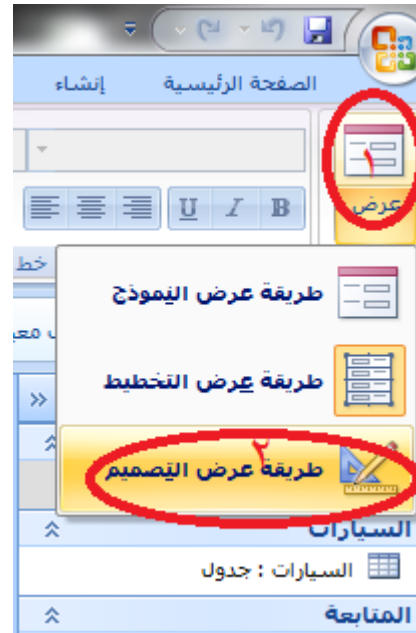 الصفحة الرئيسية إنشاء
١
عرض
B I U
خط
طريقة عرض النموذج
طريقة عرض التخطيط
٢
طريقة عرض التصميم
السيارات
السيارات : جدول
المتابعة